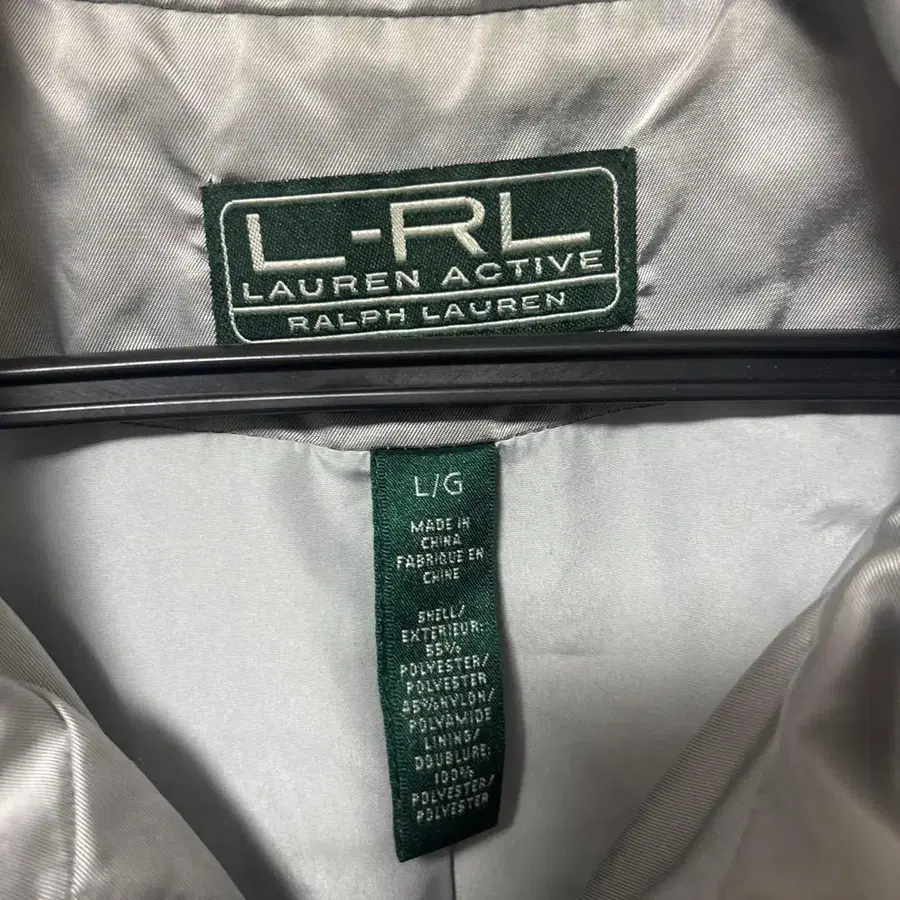 L-RL
LAUREN ACTIVE
RALPH LAUREN
L/G
MADE IN
CHINA
FABRIQUE EN
CHINE
SHELL/
EXTERIEUR:
55%
POLYESTER/
POLYESTER
45% NYLON/
POLYAMIDE
LINING/
DOUBLURE:
100%
POLYESTER/
POLYESTER